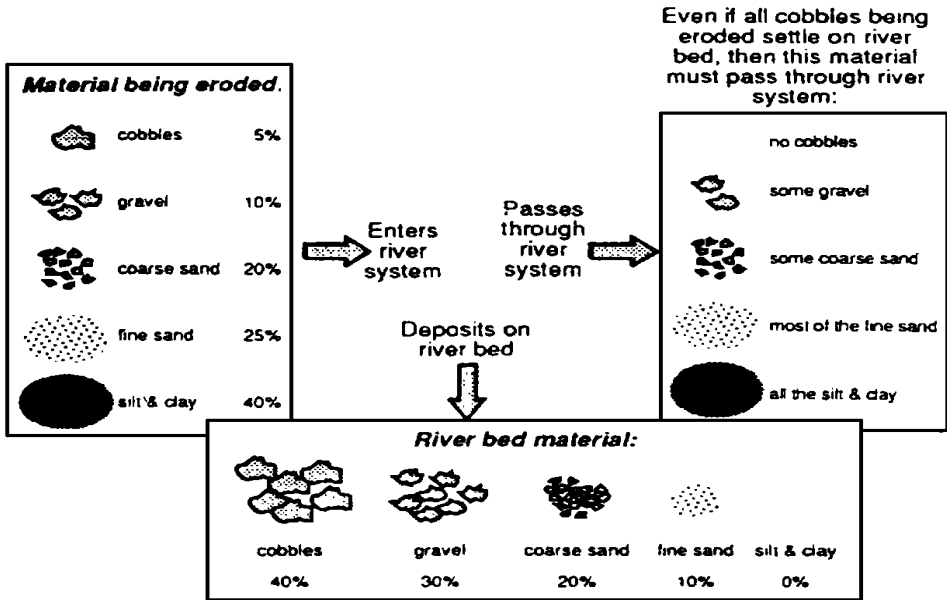 Even if all cobbles being
eroded settle on river
bed, then this material
must pass through river
system:
Material being eroded.
cobbles 5%
gravel 10%
coarse sand 20%
fine sand 25%
silt & clay 40%
Enters
river
system
Passes
through
river
system
Deposits on
river bed
no cobbles
some gravel
some coarse sand
most of the fine sand
all the silt & clay
River bed material:
cobbles gravel coarse sand fine sand silt & clay
40% 30% 20% 10% 0%